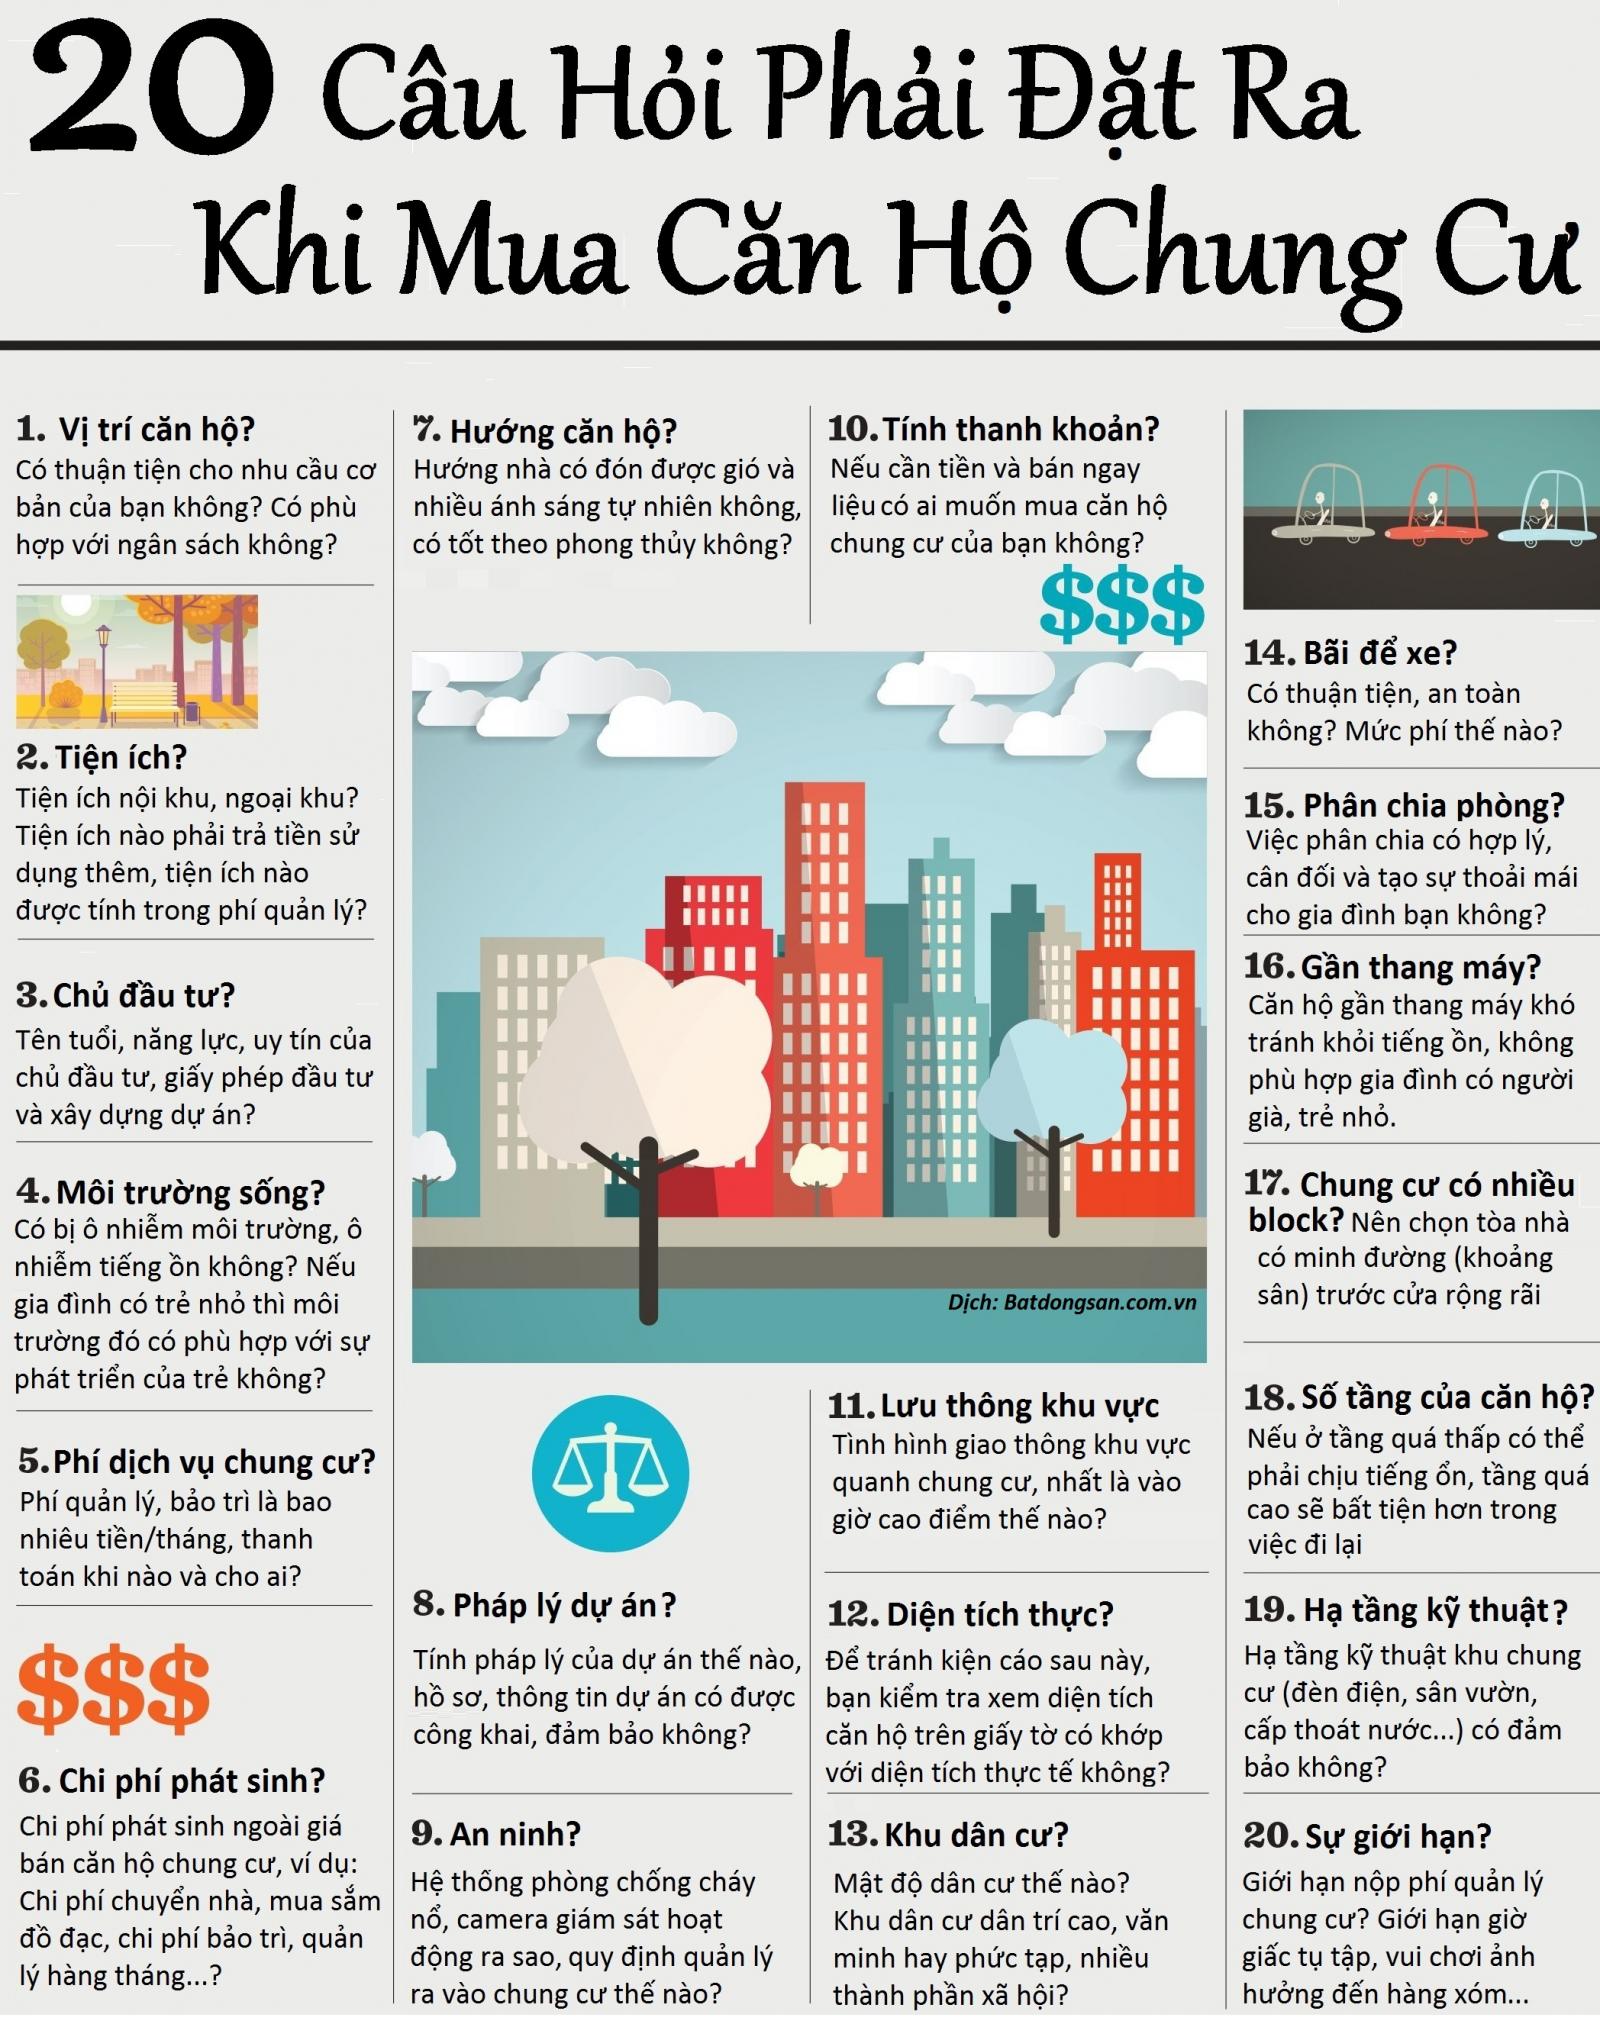 20 Câu Hỏi Phải Đặt Ra
Khi Mua Căn Hộ Chung Cư
1. Vị trí căn hộ?
Có thuận tiện cho nhu cầu cơ
bản của bạn không? Có phù
hợp với ngân sách không?
2. Tiện ích?
Tiện ích nội khu, ngoại khu?
Tiện ích nào phải trả tiền sử
dụng thêm, tiện ích nào
được tính trong phí quản lý?
3. Chủ đầu tư?
Tên tuổi, năng lực, uy tín của
chủ đầu tư, giấy phép đầu tư
và xây dựng dự án?
4. Môi trường sống?
Có bị ô nhiễm môi trường, ô
nhiễm tiếng ồn không? Nếu
gia đình có trẻ nhỏ thì môi
trường đó có phù hợp với sự
phát triển của trẻ không?
5. Phí dịch vụ chung cư?
Phí quản lý, bảo trì là bao
nhiêu tiền/tháng, thanh
toán khi nào và cho ai?
$$$
6. Chi phí phát sinh?
Chi phí phát sinh ngoài giá
bán căn hộ chung cư, ví dụ:
Chi phí chuyển nhà, mua sắm
đồ đạc, chi phí bảo trì, quản
lý hàng tháng...?
7. Hướng căn hộ?
Hướng nhà có đón được gió và
nhiều ánh sáng tự nhiên không,
có tốt theo phong thủy không?
8. Pháp lý dự án?
Tính pháp lý của dự án thế nào,
hồ sơ, thông tin dự án có được
công khai, đảm bảo không?
9. An ninh?
Hệ thống phòng chống cháy
nổ, camera giám sát hoạt
động ra sao, quy định quản lý
ra vào chung cư thế nào?
10. Tính thanh khoản?
Nếu cần tiền và bán ngay
liệu có ai muốn mua căn hộ
chung cư của bạn không?
$$$
Dịch: Batdongsan.com.vn
11. Lưu thông khu vực
Tình hình giao thông khu vực
quanh chung cư, nhất là vào
giờ cao điểm thế nào?
12. Diện tích thực?
Để tránh kiện cáo sau này,
bạn kiểm tra xem diện tích
căn hộ trên giấy tờ có khớp
với diện tích thực tế không?
13. Khu dân cư?
Mật độ dân cư thế nào?
Khu dân cư dân trí cao, văn
minh hay phức tạp, nhiều
thành phần xã hội?
14. Bãi để xe?
Có thuận tiện, an toàn
không? Mức phí thế nào?
15. Phân chia phòng?
Việc phân chia có hợp lý,
cân đối và tạo sự thoải mái
cho gia đình bạn không?
16. Gần thang máy?
Căn hộ gần thang máy khó
tránh khỏi tiếng ồn, không
phù hợp gia đình có người
già, trẻ nhỏ.
17. Chung cư có nhiều
block? Nên chọn tòa nhà
có minh đường (khoảng
sân) trước cửa rộng rãi
18. Số tầng của căn hộ?
Nếu ở tầng quá thấp có thể
phải chịu tiếng ổn, tầng quá
cao sẽ bất tiện hơn trong
việc đi lại
19. Hạ tầng kỹ thuật?
Hạ tầng kỹ thuật khu chung
cư (đèn điện, sân vườn,
cấp thoát nước...) có đảm
bảo không?
20. Sự giới hạn?
Giới hạn nộp phí quản lý
chung cư? Giới hạn giờ
giấc tụ tập, vui chơi ảnh
hưởng đến hàng xóm...